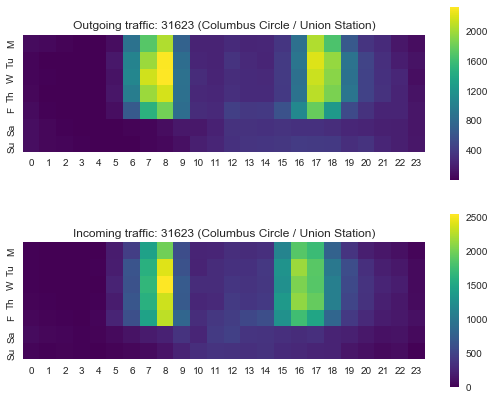 Outgoing traffic: 31623 (Columbus Circle / Union Station)
M
Tu
W
Th
F
Sa
Su
0 1 2 3 4 5 6 7 8 9 10 11 12 13 14 15 16 17 18 19 20 21 22 23
2000
1600
1200
800
400
Incoming traffic: 31623 (Columbus Circle / Union Station)
M
Tu
W
Th
F
Sa
Su
0 1 2 3 4 5 6 7 8 9 10 11 12 13 14 15 16 17 18 19 20 21 22 23
2500
2000
1500
1000
500
0